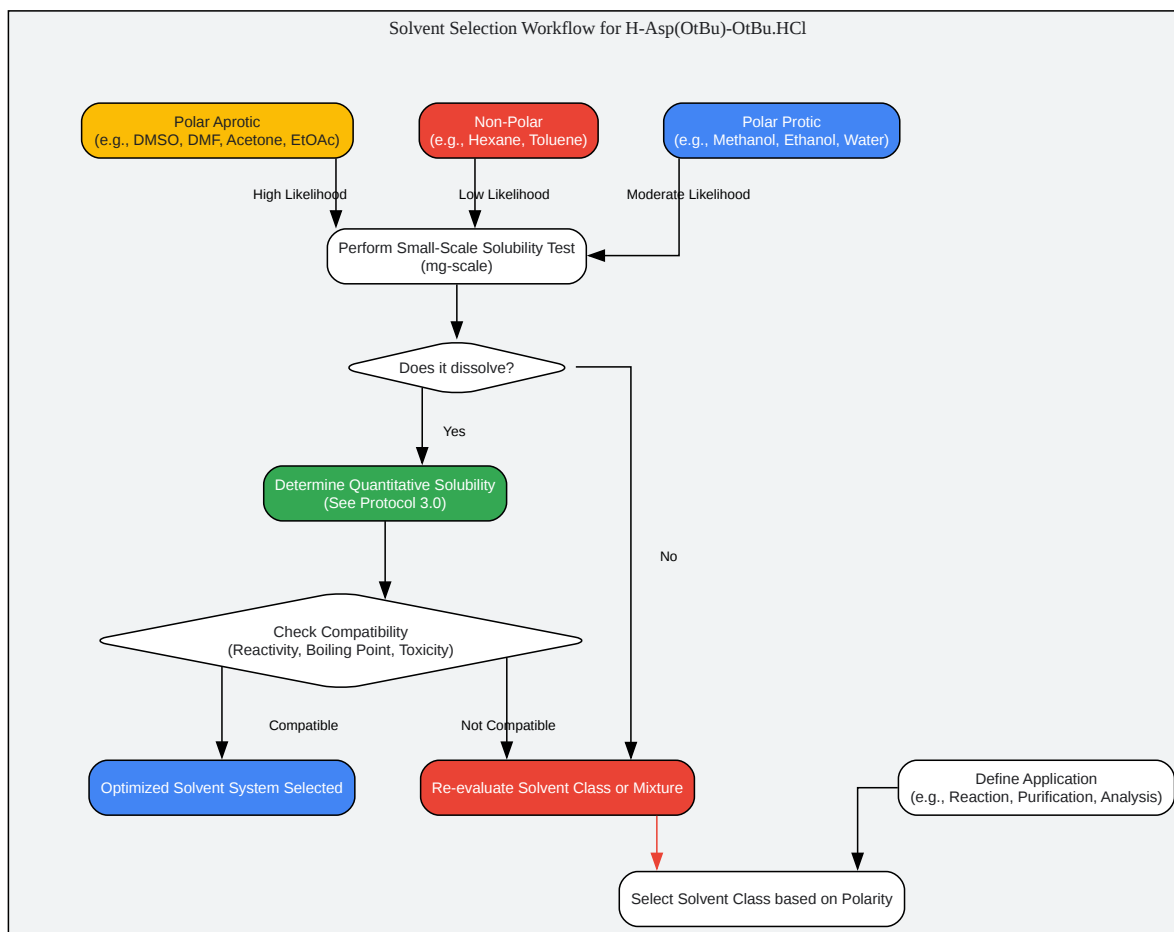 Solvent Selection Workflow for H-Asp(OtBu)-OtBu.HCl
Polar Aprotic
(e.g., DMSO, DMF, Acetone, EtOAc)
Non-Polar
(e.g., Hexane, Toluene)
Polar Protic
(e.g., Methanol, Ethanol, Water)
High Likelihood
Low Likelihood
Moderate Likelihood
Perform Small-Scale Solubility Test
(mg-scale)
Does it dissolve?
Yes
Determine Quantitative Solubility
(See Protocol 3.0)
No
Check Compatibility
(Reactivity, Boiling Point, Toxicity)
Compatible
Not Compatible
Optimized Solvent System Selected
Re-evaluate Solvent Class or Mixture
Define Application
(e.g., Reaction, Purification, Analysis)
Select Solvent Class based on Polarity